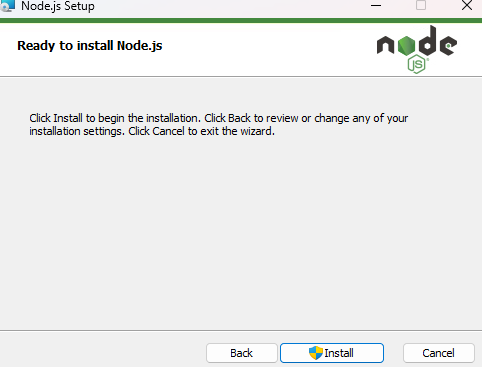 Node.js Setup
Ready to install Node.js
node
JS
Click Install to begin the installation. Click Back to review or change any of your
installation settings. Click Cancel to exit the wizard.
Back
Install
Cancel